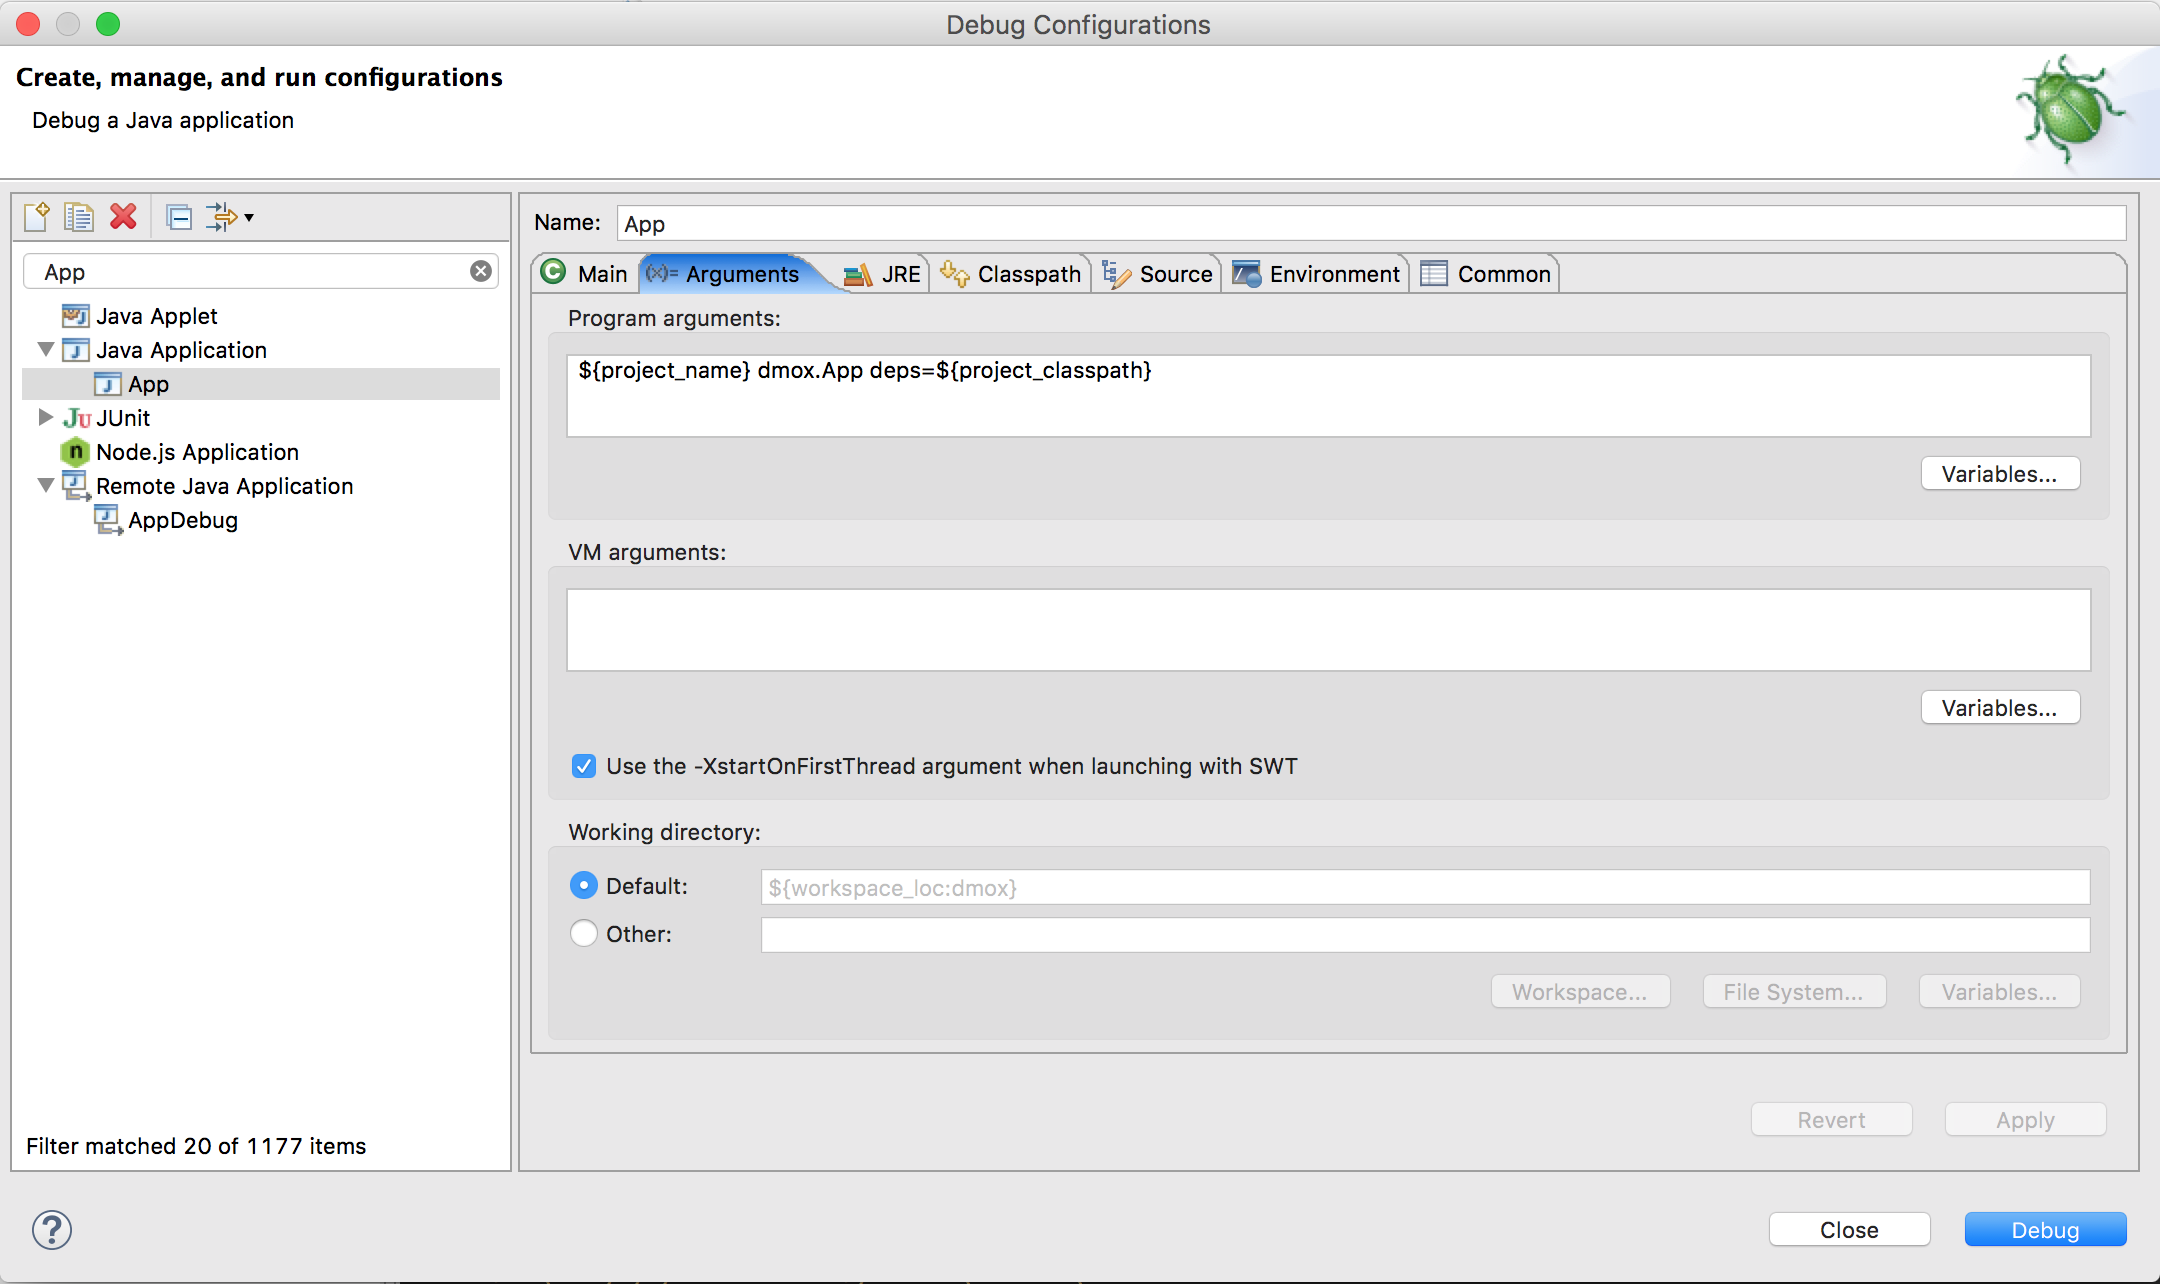 Debug Configurations
Create, manage, and run configurations
Debug a Java application
App
Java Applet
Java Application
App
JUnit
Node.js Application
Remote Java Application
AppDebug
Filter matched 20 of 1177 items
Name: App
Main (x)= Arguments JRE Classpath Source Environment Common
Program arguments:
${project_name} dmox.App deps=${project_classpath}
Variables...
VM arguments:
Variables...
Use the -XstartOnFirstThread argument when launching with SWT
Working directory:
Default: ${workspace_loc:dmox}
Other:
Workspace... File System... Variables...
Revert Apply
? Close Debug